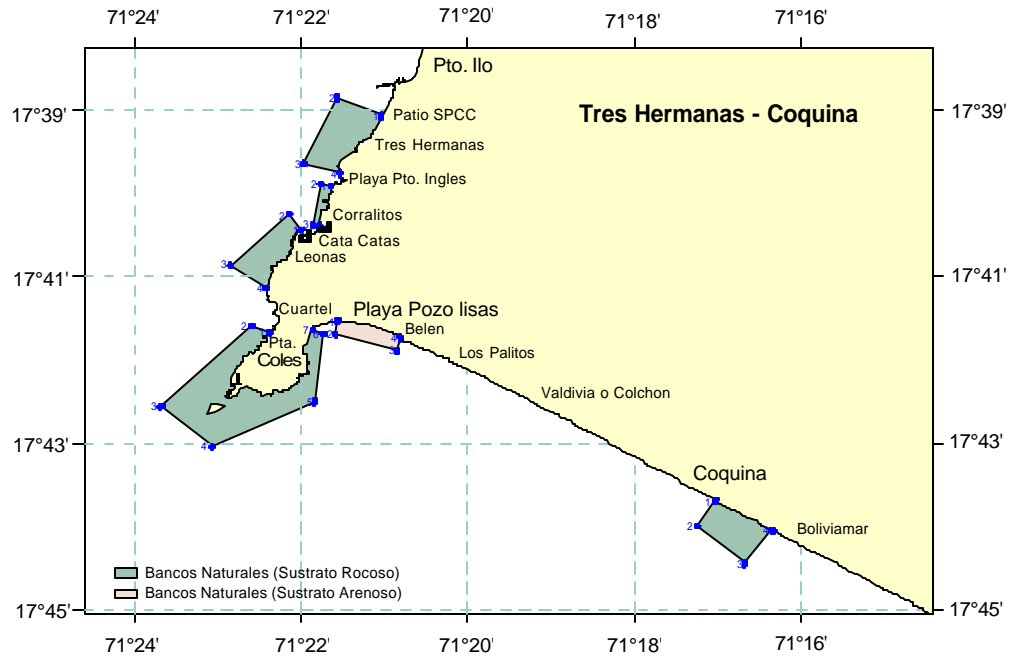 71°24' 71°22' 71°20' 71°18' 71°16'
Pto. Ilo
17°39' Patio SPCC Tres Hermanas - Coquina 17°39'
Tres Hermanas
Playa Pto. Ingles
Corralitos
Cata Catas
Leonas
17°41' 17°41'
Cuartel Playa Pozo lisas
Belen
Pta.
Coles
Los Palitos
Valdivia o Colchon
17°43' 17°43'
Coquina
Boliviamar
Bancos Naturales (Sustrato Rocoso)
Bancos Naturales (Sustrato Arenoso)
17°45' 17°45'
71°24' 71°22' 71°20' 71°18' 71°16'